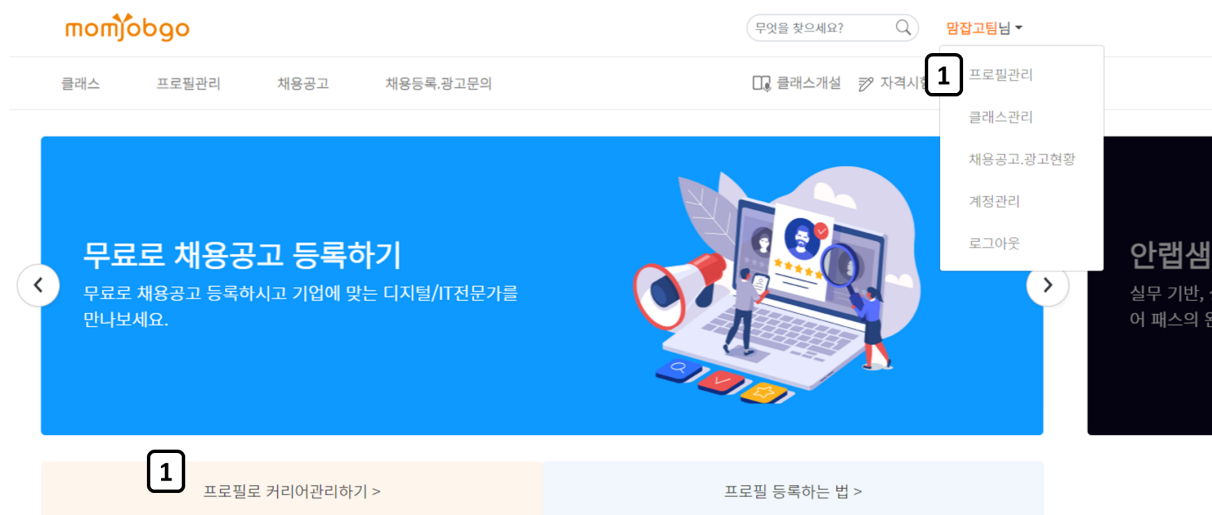 momjobgo
무엇을 찾으세요?
맘잡고팀님
클래스 프로필관리 채용공고 채용등록.광고문의 클래스개설
1 프로필관리
클래스관리
채용공고.광고현황
계정관리
로그아웃
무료로 채용공고 등록하기
무료로 채용공고 등록하시고 기업에 맞는 디지털/IT전문가를
만나보세요.
안랩샘
실무 기반,
어 패스의
1
프로필로 커리어관리하기 >
프로필 등록하는 법 >